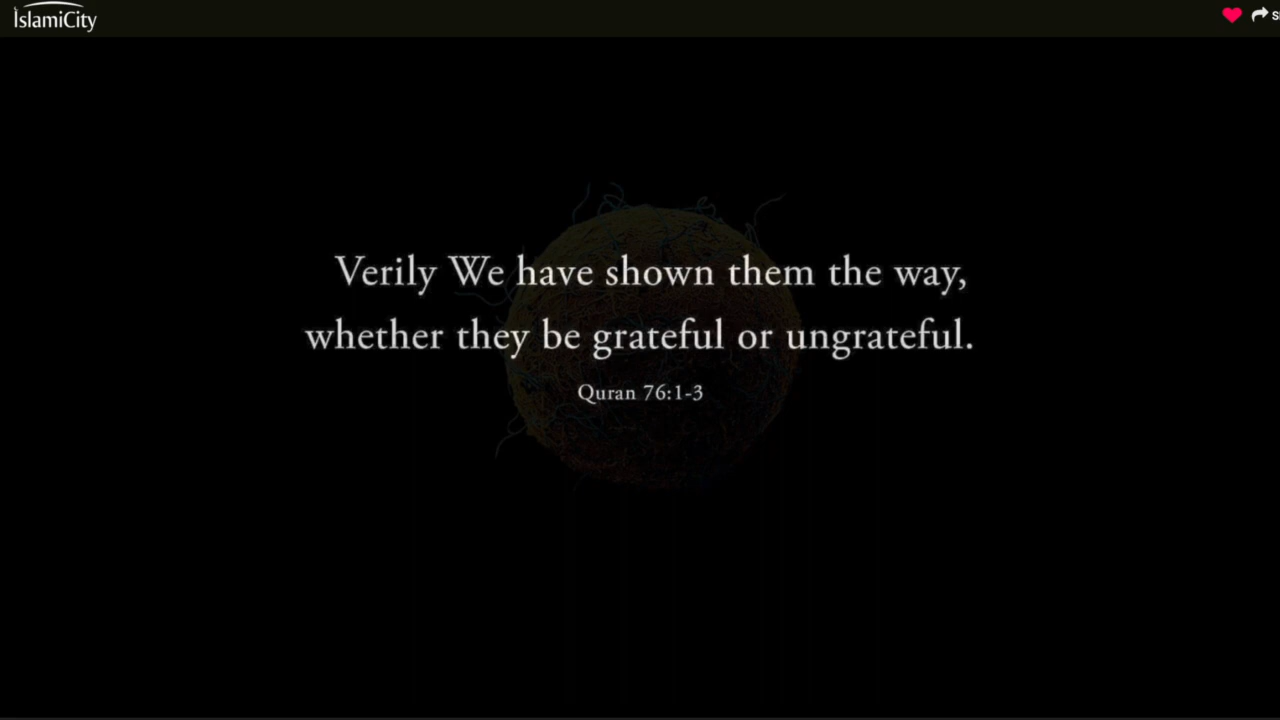 IslamiCity
Verily We have shown them the way,
whether they be grateful or ungrateful.
Quran 76:1-3